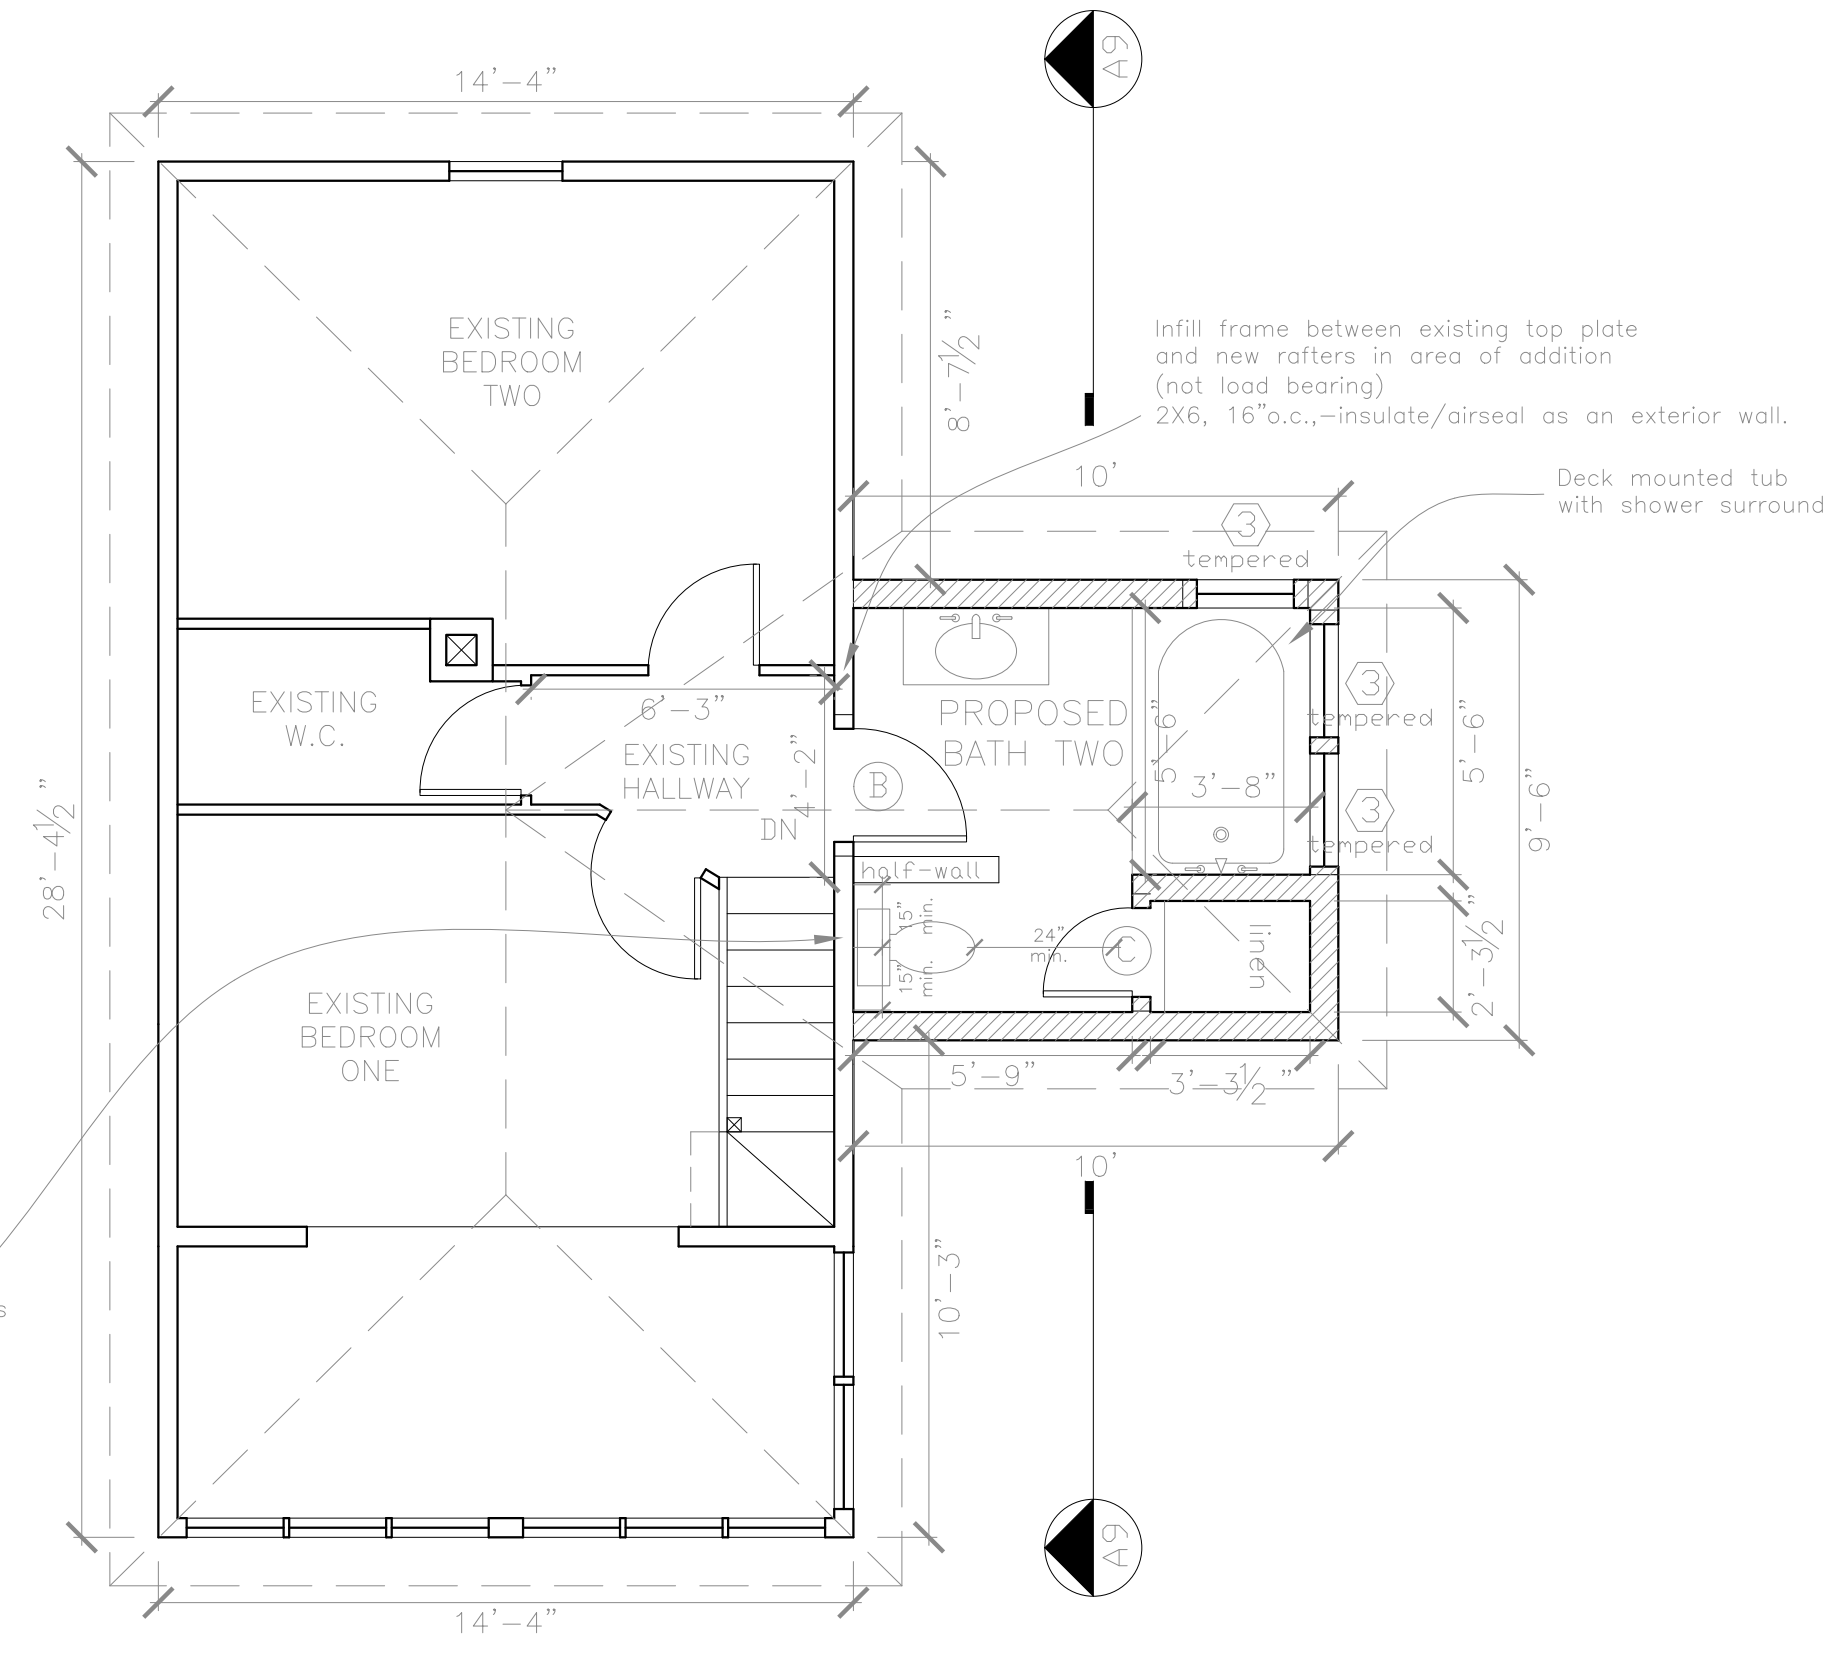 A9
14'-4"
Infill frame between existing top plate
and new rafters in area of addition
(not load bearing)
2X6, 16"o.c.,-insulate/airseal as an exterior wall.
EXISTING
BEDROOM
TWO
8'-7½"
10'
Deck mounted tub
with shower surround
3
tempered
EXISTING
W.C.
6'-3"
EXISTING
HALLWAY
4'-2"
DN
B
PROPOSED
BATH TWO
5'-6"
3'-8"
3
tempered
3
tempered
5'-6"
9'-6"
28'-4½"
half-wall
15"
min.
15"
min.
24"
min.
C
linen
2'-3½"
EXISTING
BEDROOM
ONE
5'-9"
3'-3½"
10'
10'-3"
s
A9
14'-4"